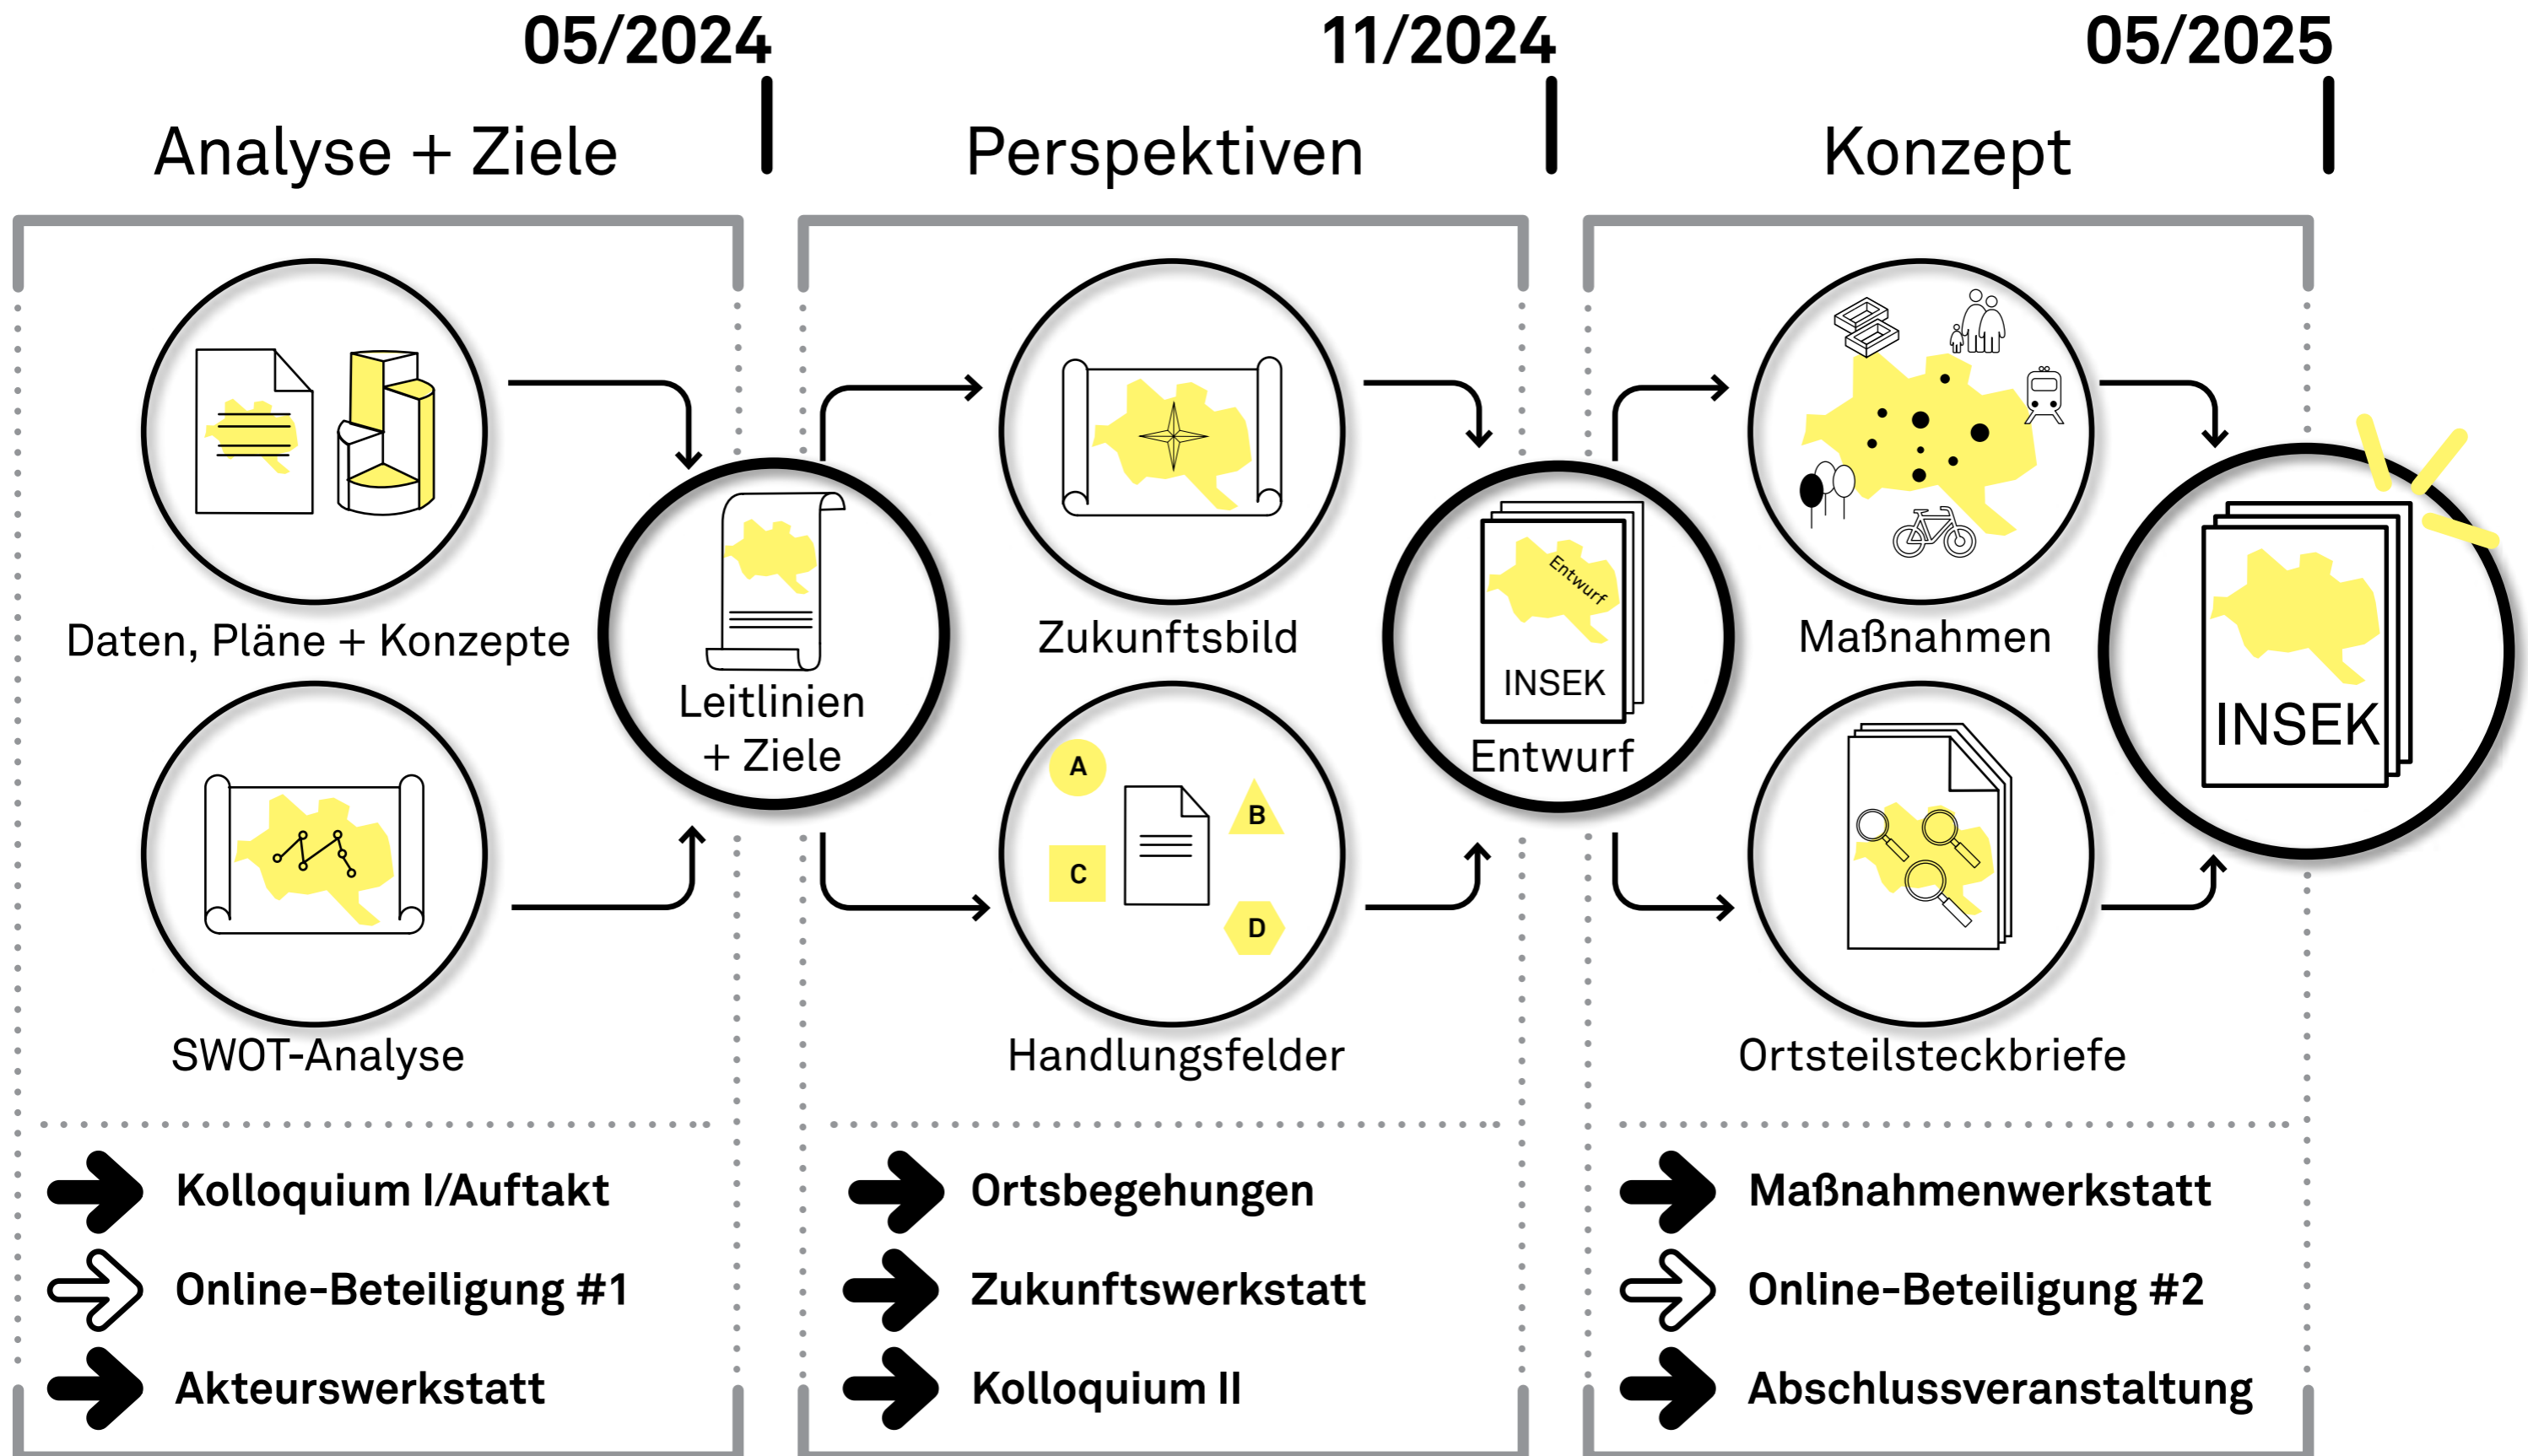 05/2024
11/2024
05/2025
Analyse + Ziele
Perspektiven
Konzept
Daten, Pläne + Konzepte
SWOT-Analyse
Leitlinien
+ Ziele
Zukunftsbild
A
B
C
D
Handlungsfelder
Entwurf
INSEK
Entwurf
Maßnahmen
Ortsteilsteckbriefe
INSEK
Kolloquium I/Auftakt
Online-Beteiligung #1
Akteurswerkstatt
Ortsbegehungen
Zukunftswerkstatt
Kolloquium II
Maßnahmenwerkstatt
Online-Beteiligung #2
Abschlussveranstaltung